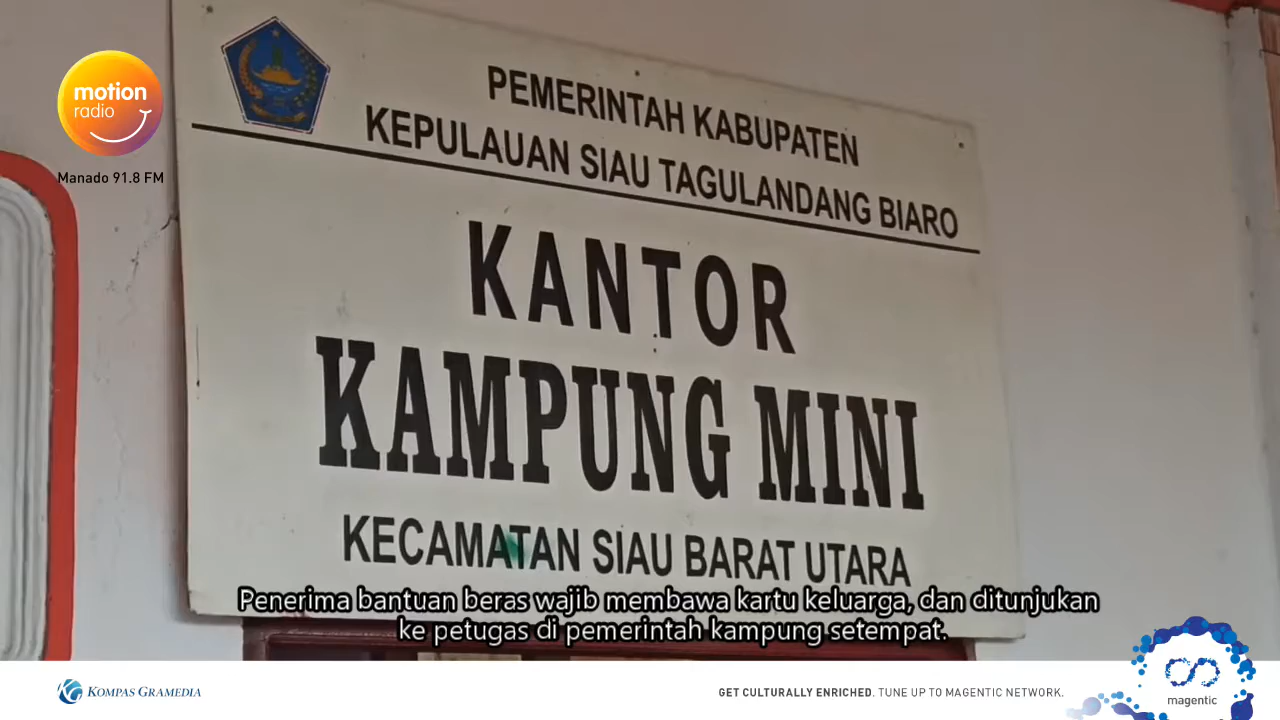 motion
radio
Manado 91.8 FM
PEMERINTAH KABUPATEN
KEPULAUAN SIAU TAGULANDANG BIARO
KANTOR
KAMPUNG MINI
KECAMATAN SIAU BARAT UTARA
Penerima bantuan beras wajib membawa kartu keluarga, dan ditunjukan
ke petugas di pemerintah kampung setempat.
KOMPAS GRAMEDIA
GET CULTURALLY ENRICHED. TUNE UP TO MAGENTIC NETWORK.
magentic